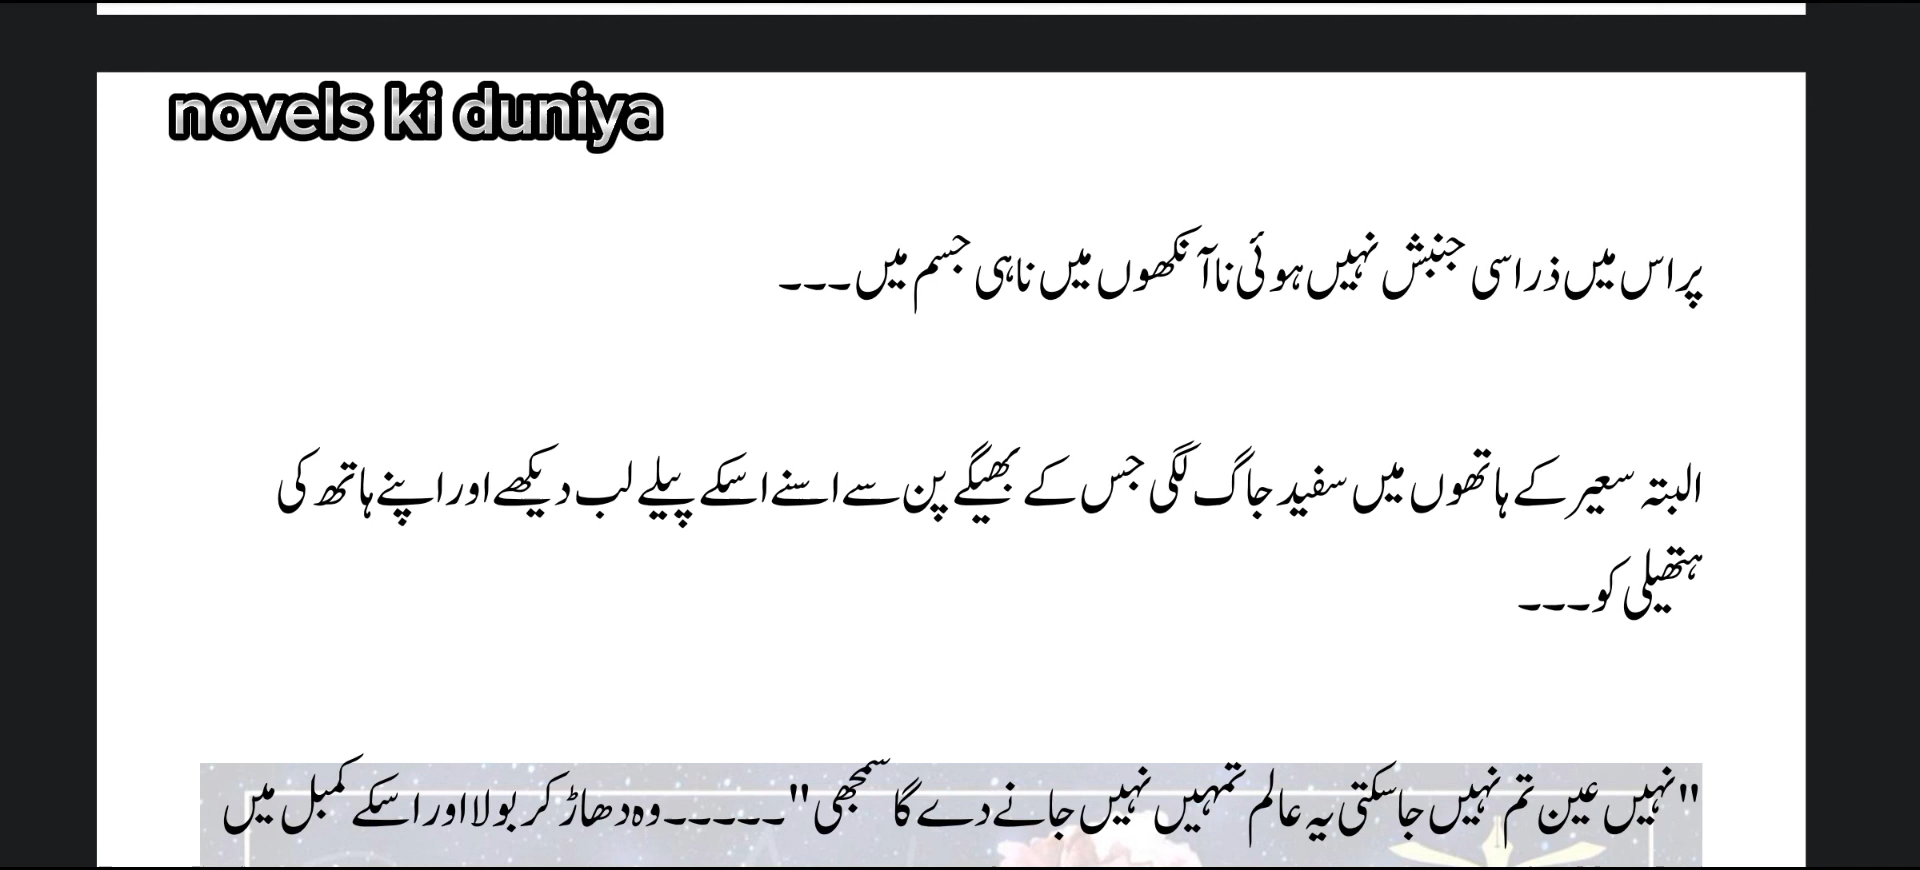 novels ki duniya
پر اس میں ذرا سی جنبش نہیں ہوئی نا آنکھوں میں نا ہی جسم میں۔۔۔
البتہ سعیر کے ہاتھوں میں سفید جاگ لگی جس کے بھیگے پن سے اسنے اسکے پیلے لب دیکھے اور اپنے ہاتھ کی
ہتھیلی کو۔۔۔
"نہیں عین تم نہیں جاسکتی یہ عالم تمہیں نہیں جانے دے گا سمجھی"۔۔۔۔۔وہ دھاڑ کر بولا اور اسکے کمبل میں